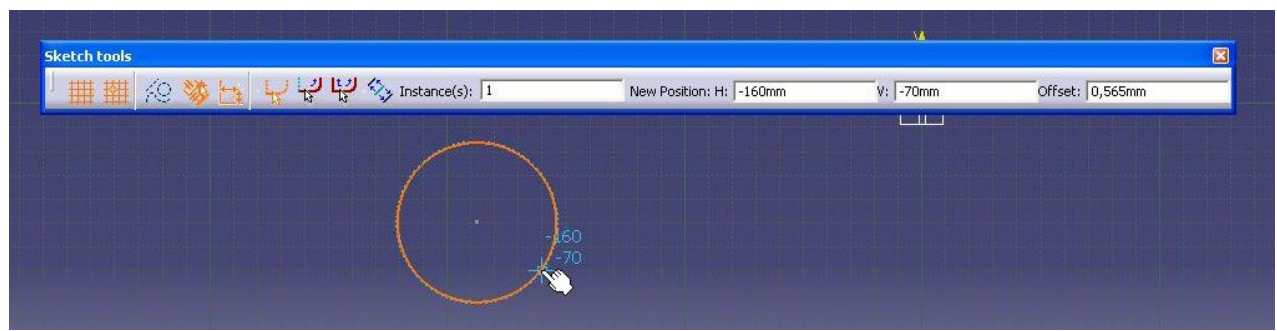 V
Sketch tools
Instance(s): 1 New Position: H: -160mm V: -70mm Offset: 0,565mm
-160
-70